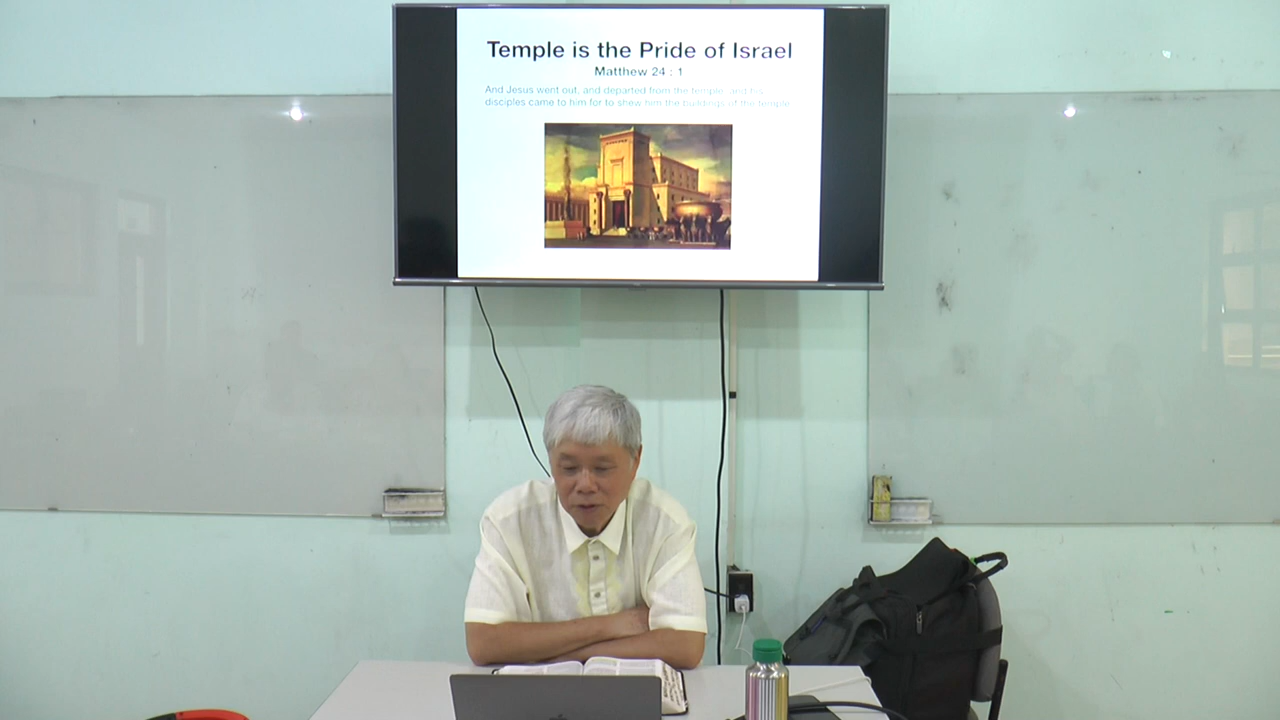 Temple is the Pride of Israel
Matthew 24 : 1
And Jesus went out, and departed from the temple: and his
disciples came to him for to shew him the buildings of the temple.